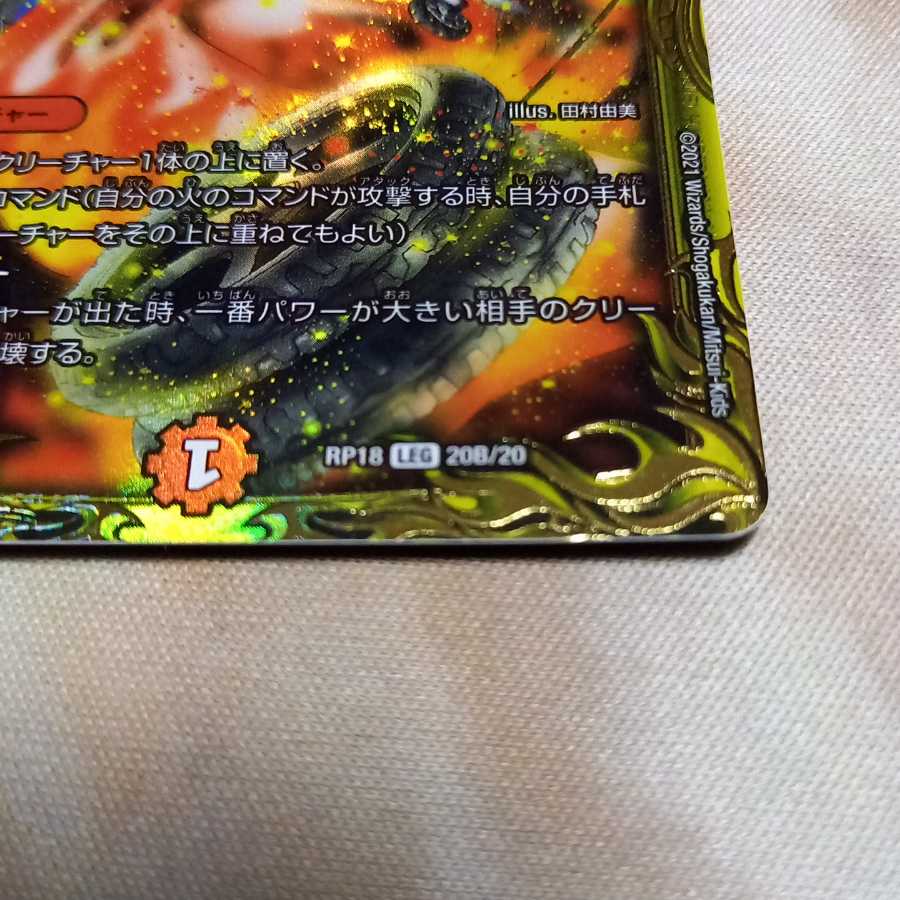 illus. 田村由美
チャー
クリーチャー1体の上に置く。
コマンド(自分の火のコマンドが攻撃する時、自分の手札
ーチャーをその上に重ねてもよい)
ー
ャーが出た時、一番パワーが大きい相手のクリー
壊する。
1
RP18 LEG 20B/20
©2021 Wizards/Shogakukan/Mitsui-Kids